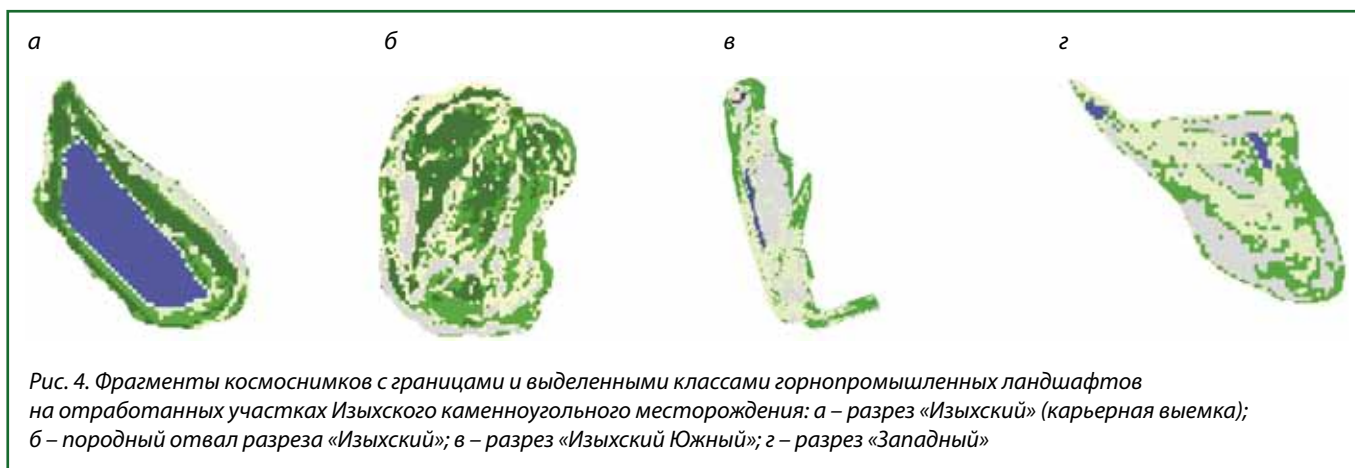 а б в г
Рис. 4. Фрагменты космоснимков с границами и выделенными классами горнопромышленных ландшафтов
на отработанных участках Изыхского каменноугольного месторождения: а – разрез «Изыхский» (карьерная выемка);
б – породный отвал разреза «Изыхский»; в – разрез «Изыхский Южный»; г – разрез «Западный»